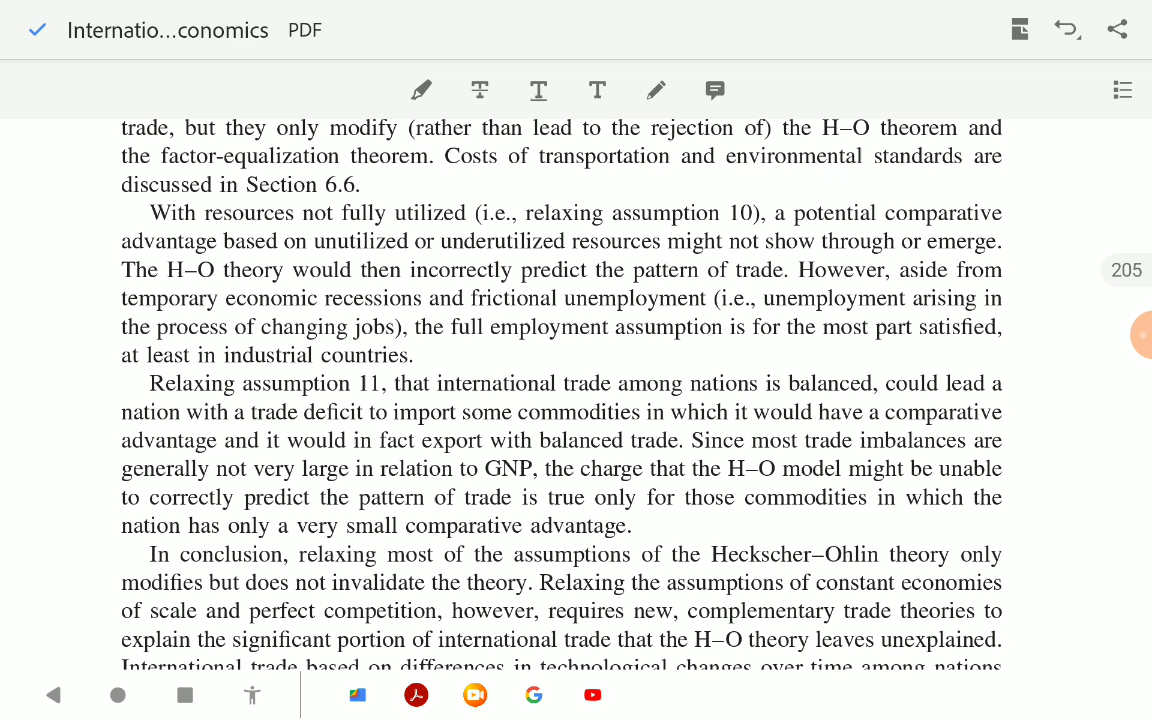 Internatio...conomics PDF
trade, but they only modify (rather than lead to the rejection of) the H–O theorem and
the factor-equalization theorem. Costs of transportation and environmental standards are
discussed in Section 6.6.
With resources not fully utilized (i.e., relaxing assumption 10), a potential comparative
advantage based on unutilized or underutilized resources might not show through or emerge.
The H–O theory would then incorrectly predict the pattern of trade. However, aside from
temporary economic recessions and frictional unemployment (i.e., unemployment arising in
the process of changing jobs), the full employment assumption is for the most part satisfied,
at least in industrial countries.
Relaxing assumption 11, that international trade among nations is balanced, could lead a
nation with a trade deficit to import some commodities in which it would have a comparative
advantage and it would in fact export with balanced trade. Since most trade imbalances are
generally not very large in relation to GNP, the charge that the H–O model might be unable
to correctly predict the pattern of trade is true only for those commodities in which the
nation has only a very small comparative advantage.
In conclusion, relaxing most of the assumptions of the Heckscher–Ohlin theory only
modifies but does not invalidate the theory. Relaxing the assumptions of constant economies
of scale and perfect competition, however, requires new, complementary trade theories to
explain the significant portion of international trade that the H–O theory leaves unexplained.
International trade based on differences in technological changes over time among nations
205